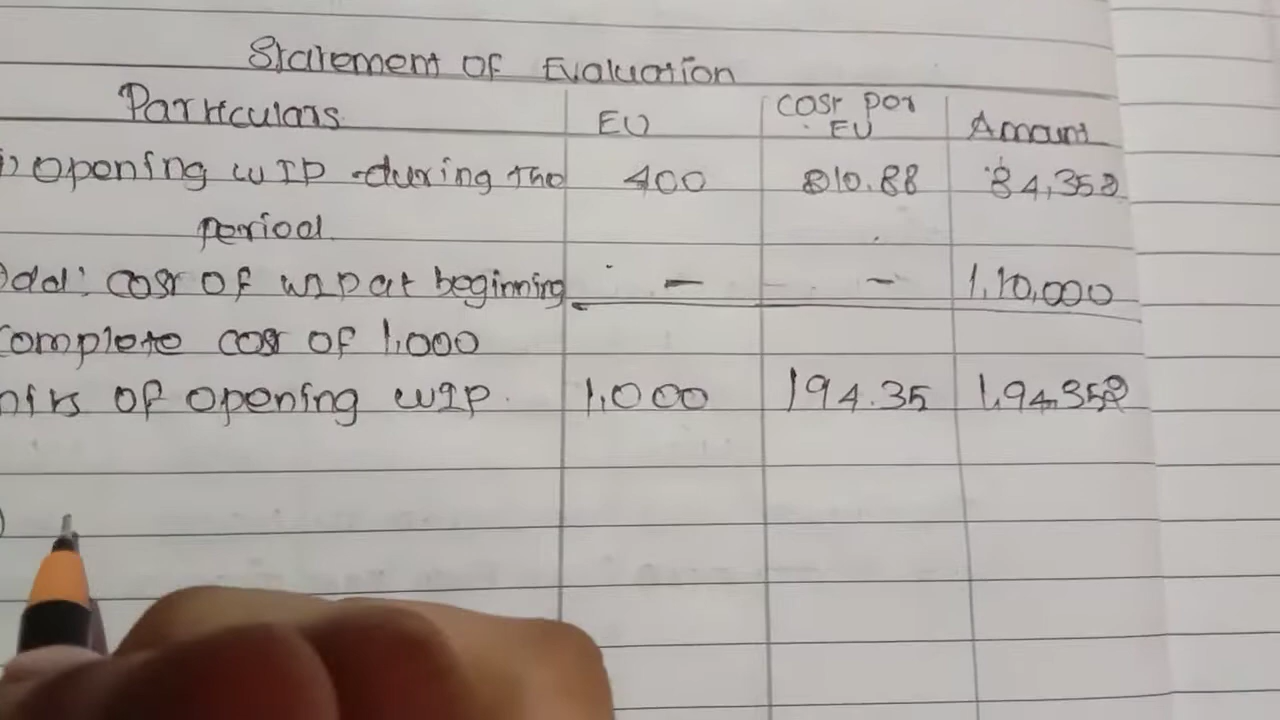 Statement OF Evaluation
Particulars EU Cost per EU Amount
1) Opening WIP during the 400 210.88 84,352
period
Add: cost OF WIP at beginning - - 1,10,000
complete cost of 1,000
units of opening WIP. 1,000 194.35 1,94,352